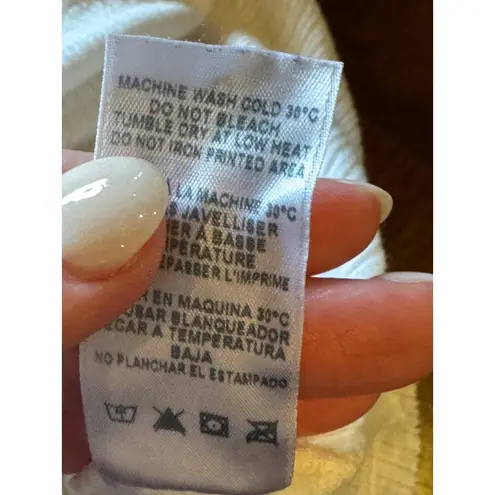 MACHINE WASH COLD 30°C
DO NOT BLEACH
TUMBLE DRY AT LOW HEAT
DO NOT IRON PRINTED AREA
LA MACHINE 30°C
JAVELLISER
À BASSE
L'IMPRIME
EN MAQUINA 30°C
BLANQUEADOR
A TEMPERATURA
BAJA
NO PLANCHAR EL ESTAMPADO